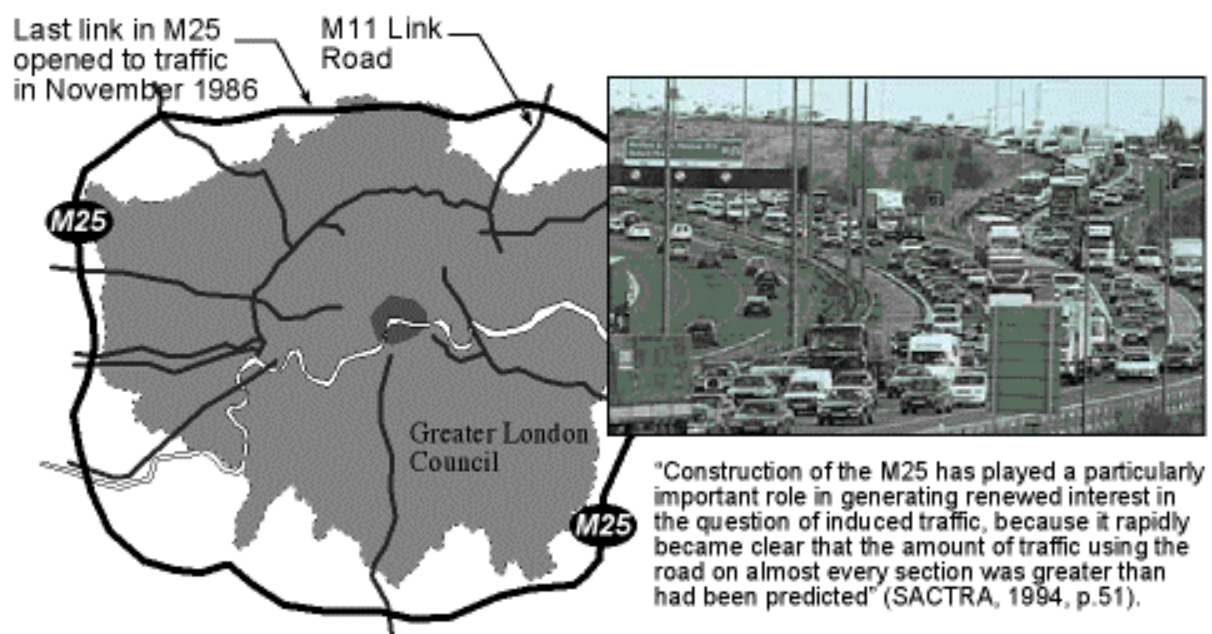 Last link in M25
opened to traffic
in November 1986
M11 Link
Road
M25
Greater London
Council
M25
"Construction of the M25 has played a particularly
important role in generating renewed interest in
the question of induced traffic, because it rapidly
became clear that the amount of traffic using the
road on almost every section was greater than
had been predicted" (SACTRA, 1994, p.51).